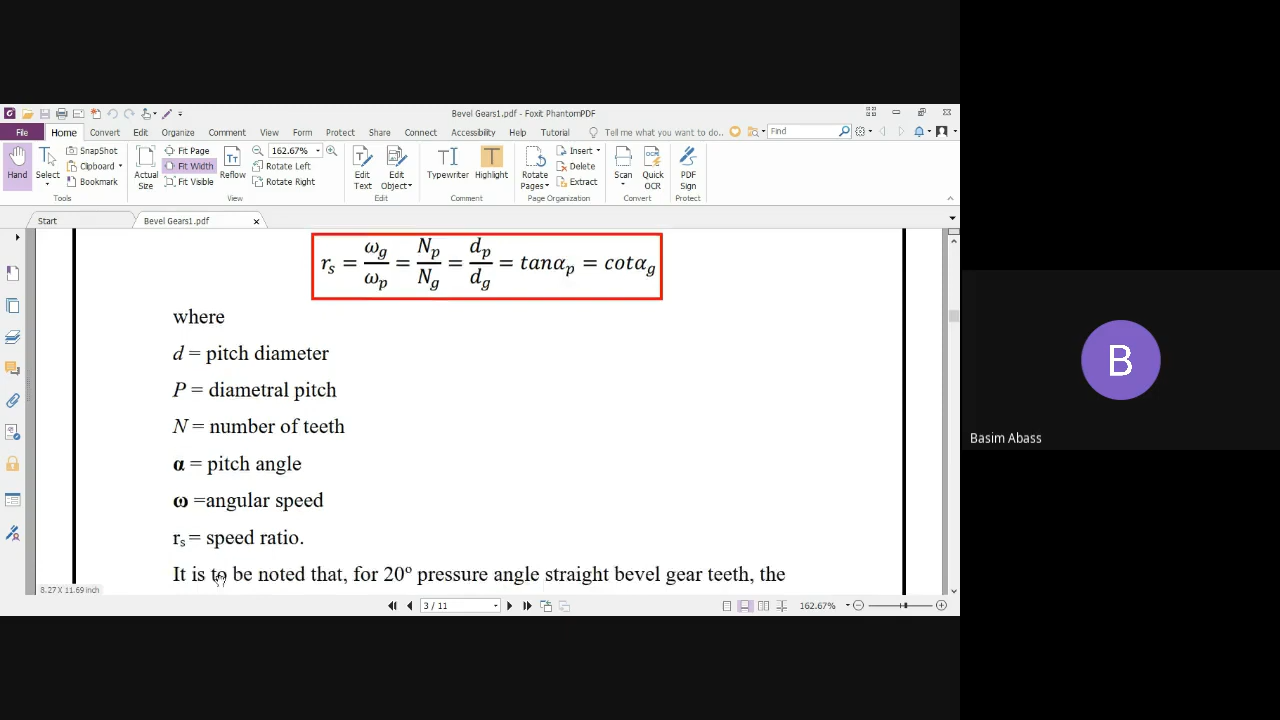 Bevel Gears1.pdf - Foxit PhantomPDF
File Home Convert Edit Organize Comment View Form Protect Share Connect Accessibility Help Tutorial Tell me what you want to do.. Find
Hand Select SnapShot Clipboard Bookmark
Actual Size Fit Page Fit Width Fit Visible Reflow 162.67% Rotate Left Rotate Right
Edit Text Edit Object Typewriter Highlight Rotate Pages Insert Delete Extract Scan Quick OCR PDF Sign
Tools View Edit Comment Page Organization Convert Protect
Start Bevel Gears1.pdf
rₛ = ω_g/ω_p = N_p/N_g = d_p/d_g = tanα_p = cotα_g
where
d = pitch diameter
P = diametral pitch
N = number of teeth
α = pitch angle
ω =angular speed
rₛ = speed ratio.
It is to be noted that, for 20º pressure angle straight bevel gear teeth, the
8.27 X 11.69 inch
3 / 11 162.67%
B
Basim Abass